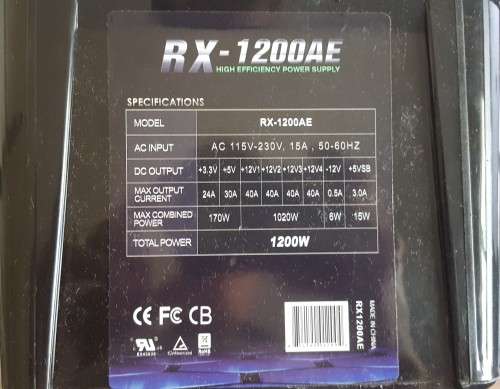 RX-1200AE
HIGH EFFICIENCY POWER SUPPLY
SPECIFICATIONS
MODEL RX-1200AE
AC INPUT AC 115V-230V, 15A , 50-60HZ
DC OUTPUT +3.3V +5V +12V1 +12V2 +12V3 +12V4 -12V +5VSB
MAX OUTPUT CURRENT 24A 30A 40A 40A 40A 40A 0.5A 3.0A
MAX COMBINED POWER 170W 1020W 6W 15W
TOTAL POWER 1200W
CE FC CB
RoHS
MADE IN CHINA
RX1200AE